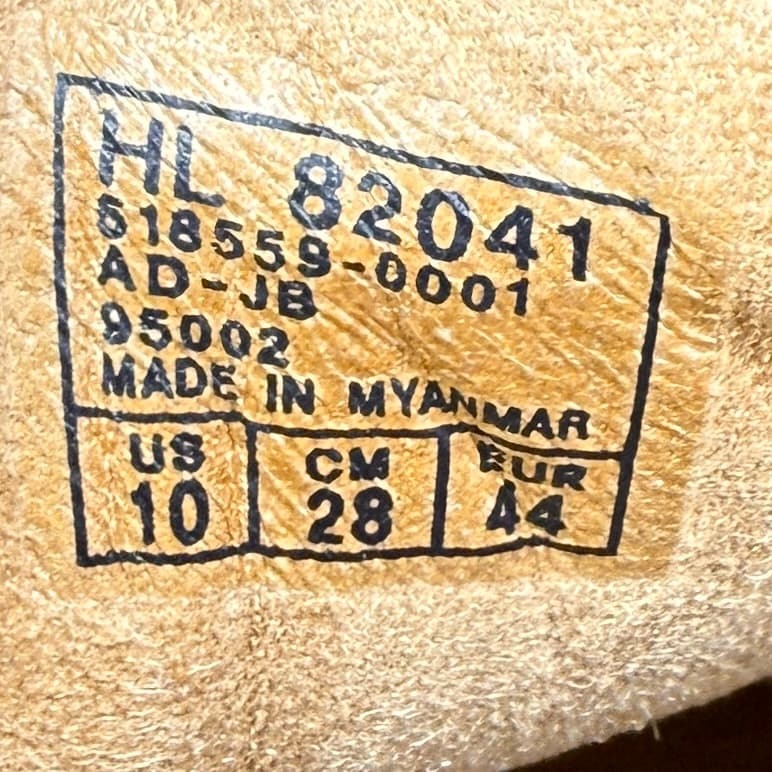 HL 82041
518559-0001
AD-JB
95002
MADE IN MYANMAR
US CM EUR
10 28 44